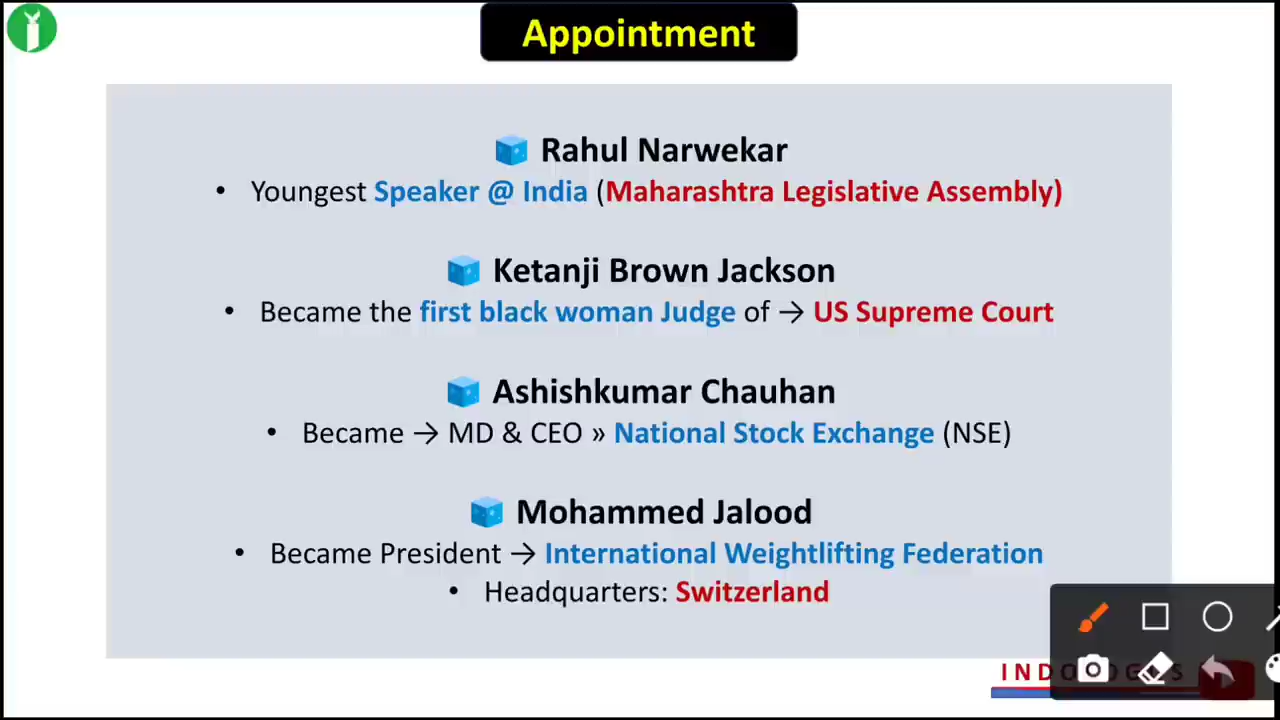 Appointment
Rahul Narwekar
• Youngest Speaker @ India (Maharashtra Legislative Assembly)
Ketanji Brown Jackson
• Became the first black woman Judge of → US Supreme Court
Ashishkumar Chauhan
• Became → MD & CEO » National Stock Exchange (NSE)
Mohammed Jalood
• Became President → International Weightlifting Federation
• Headquarters: Switzerland